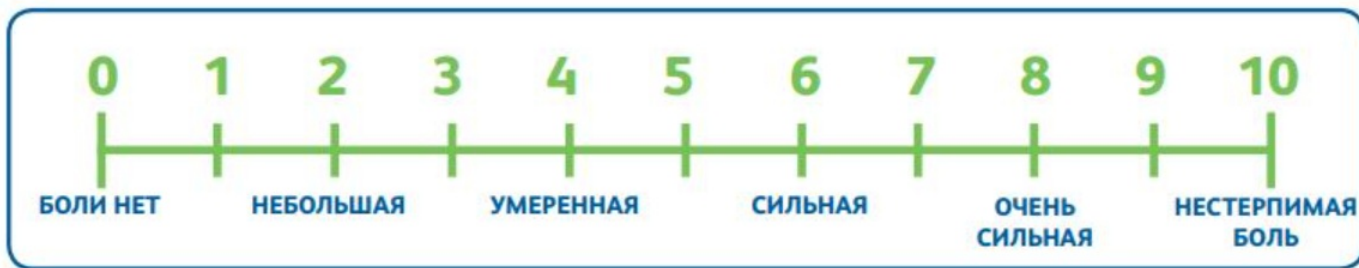 0 1 2 3 4 5 6 7 8 9 10
БОЛИ НЕТ НЕБОЛЬШАЯ УМЕРЕННАЯ СИЛЬНАЯ ОЧЕНЬ НЕСТЕРПИМАЯ
СИЛЬНАЯ БОЛЬ